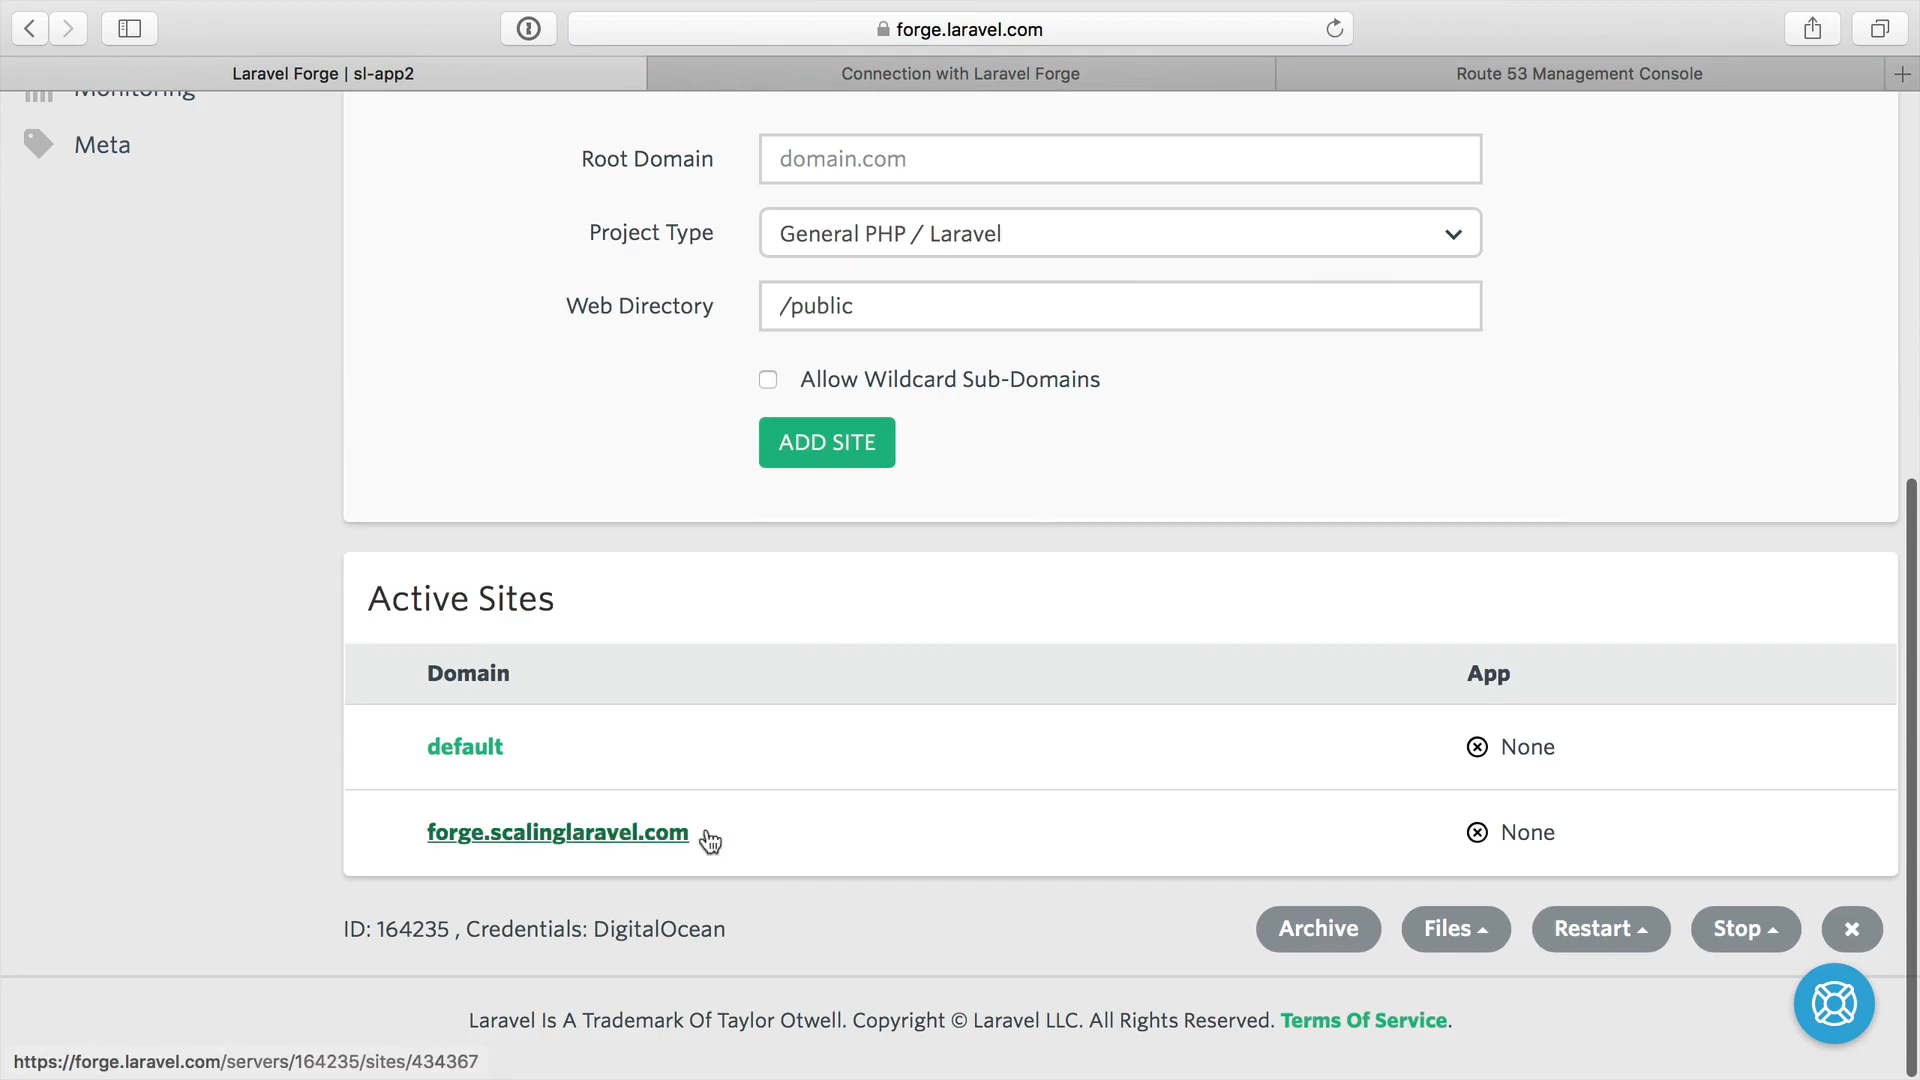 forge.laravel.com
Laravel Forge | sl-app2
Connection with Laravel Forge
Route 53 Management Console
Monitoring
Meta
Root Domain
domain.com
Project Type
General PHP / Laravel
Web Directory
/public
Allow Wildcard Sub-Domains
ADD SITE
Active Sites
Domain
App
default
None
forge.scalinglaravel.com
None
ID: 164235 , Credentials: DigitalOcean
Archive
Files
Restart
Stop
Laravel Is A Trademark Of Taylor Otwell. Copyright © Laravel LLC. All Rights Reserved. Terms Of Service.
https://forge.laravel.com/servers/164235/sites/434367